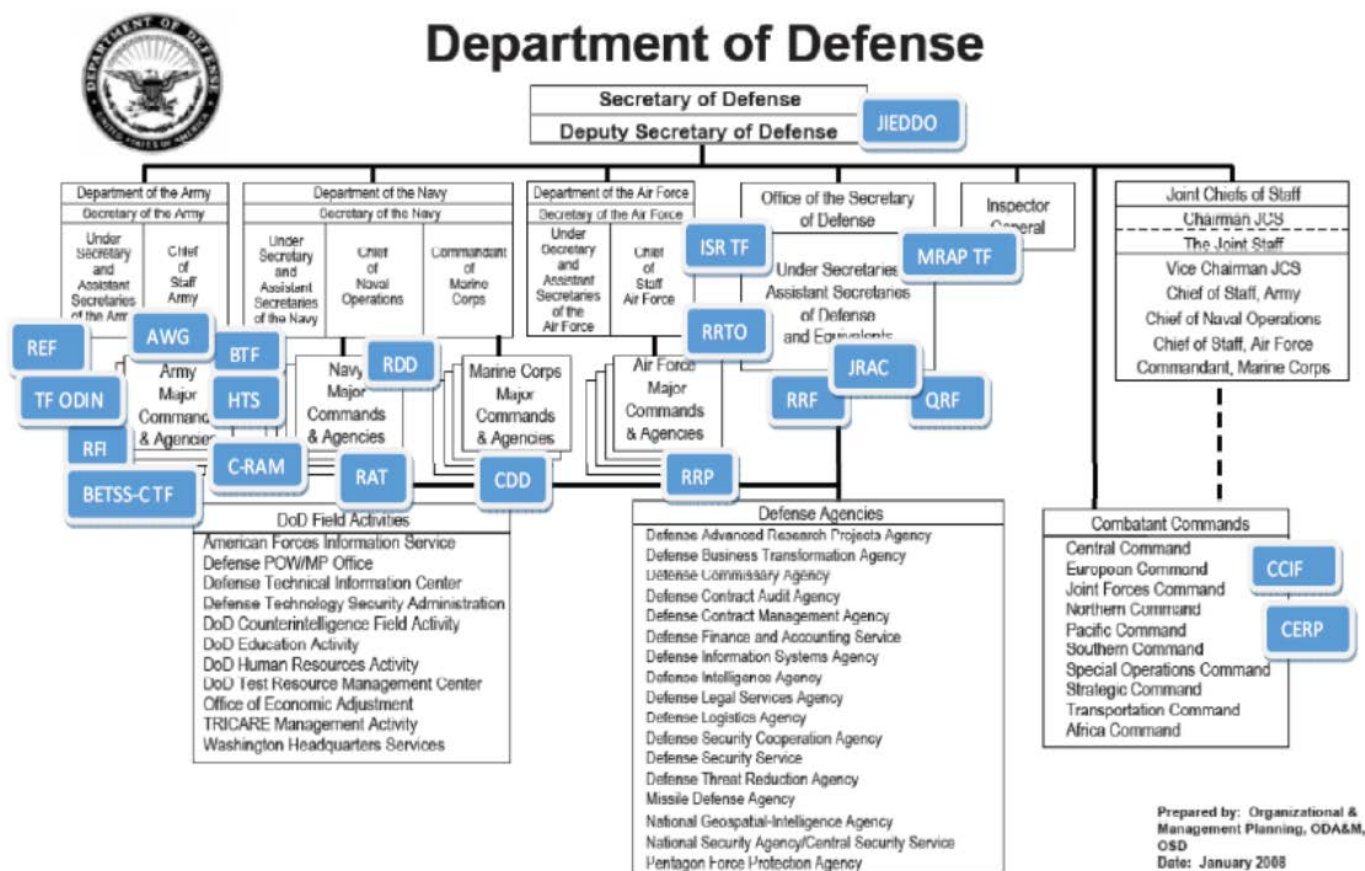 DEPARTMENT OF DEFENSE
UNITED STATES OF AMERICA
Department of Defense
Secretary of Defense
Deputy Secretary of Defense
JIEDDO
Department of the Army
Secretary of the Army
Under
Secretary
and
Assistant
Secretaries
of the Arm
Chief
of
Staff
Army
Department of the Navy
Secretary of the Navy
Under
Secretary
and
Assistant
Secretaries
of the Navy
Chief
of
Naval
Operations
Commandant
of
Marine
Corps
Department of the Air Force
Secretary of the Air Force
Under
Secretary
and
Assistant
Secretaries
of the
Air Force
Chief
of
Staff
Air Force
Office of the Secretary
of Defense
Under Secretaries
Assistant Secretaries
of Defense
and Equivalents
Inspector
General
Joint Chiefs of Staff
Chairman JCS
The Joint Staff
Vice Chairman JCS
Chief of Staff, Army
Chief of Naval Operations
Chief of Staff, Air Force
Commandant, Marine Corps
ISR TF
MRAP TF
RRTO
JRAC
RRF
QRF
REF
AWG
BTF
RDD
TF ODIN
HTS
RFI
C-RAM
BETSS-C TF
RAT
CDD
RRP
Army
Major
Command
& Agencies
Navy
Major
Commands
& Agencies
Marine Corps
Major
Commands
& Agencies
Air Force
Major
Commands
& Agencies
DoD Field Activities
American Forces Information Service
Defense POW/MP Office
Defense Technical Information Center
Defense Technology Security Administration
DoD Counterintelligence Field Activity
DoD Education Activity
DoD Human Resources Activity
DoD Test Resource Management Center
Office of Economic Adjustment
TRICARE Management Activity
Washington Headquarters Services
Defense Agencies
Defense Advanced Research Projects Agency
Defense Business Transformation Agency
Defense Commissary Agency
Defense Contract Audit Agency
Defense Contract Management Agency
Defense Finance and Accounting Service
Defense Information Systems Agency
Defense Intelligence Agency
Defense Legal Services Agency
Defense Logistics Agency
Defense Security Cooperation Agency
Defense Security Service
Defense Threat Reduction Agency
Missile Defense Agency
National Geospatial-Intelligence Agency
National Security Agency/Central Security Service
Pentagon Force Protection Agency
Combatant Commands
Central Command
European Command
Joint Forces Command
Northern Command
Pacific Command
Southern Command
Special Operations Command
Strategic Command
Transportation Command
Africa Command
CCIF
CERP
Prepared by: Organizational &
Management Planning, ODA&M,
OSD
Date: January 2008